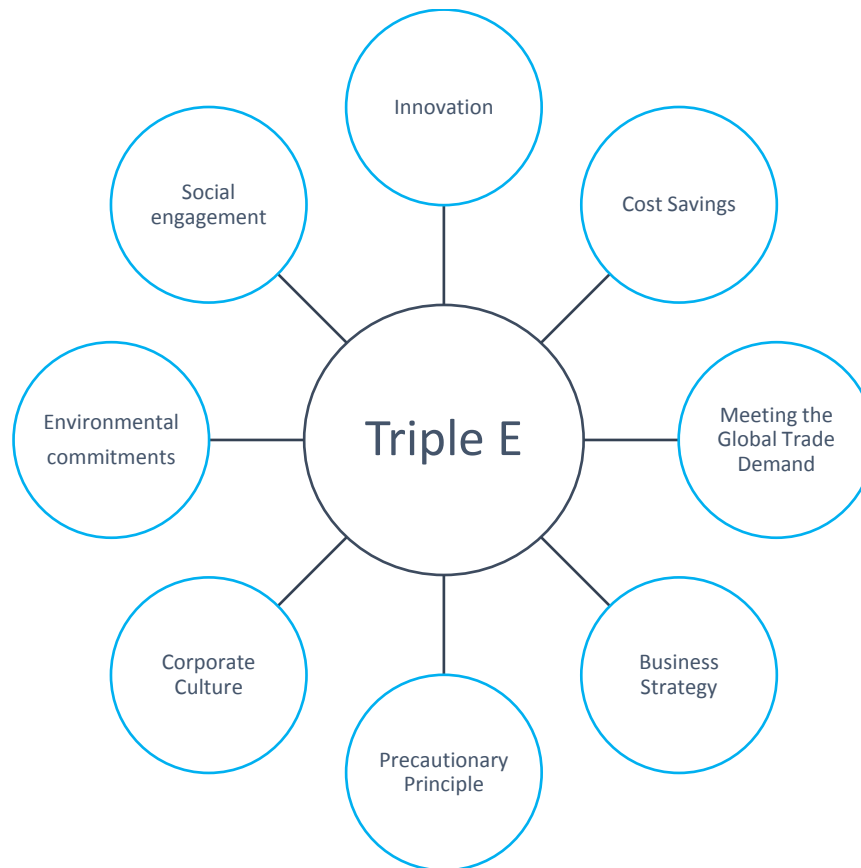 Innovation
Cost Savings
Meeting the
Global Trade
Demand
Business
Strategy
Precautionary
Principle
Corporate
Culture
Environmental
commitments
Social
engagement
Triple E